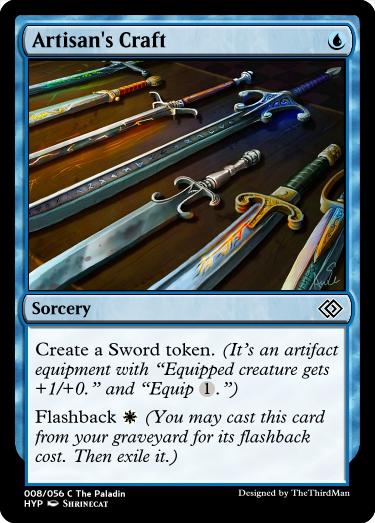 Artisan's Craft
Sorcery
Create a Sword token. (It's an artifact
equipment with "Equipped creature gets
+1/+0." and "Equip 1.")
Flashback (You may cast this card
from your graveyard for its flashback
cost. Then exile it.)
008/056 C The Paladin
Designed by TheThirdMan
HYP SHRINECAT